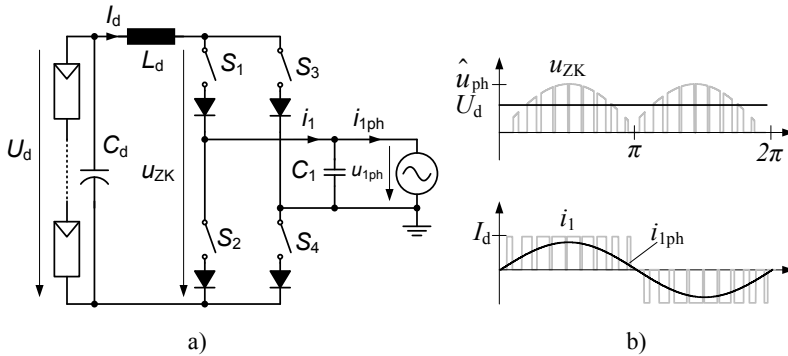 I_d
L_d
S_1
S_3
U_d
C_d
u_ZK
i_1
i_1ph
C_1
u_1ph
S_2
S_4
a)
û_ph
U_d
u_ZK
π
2π
I_d
i_1
i_1ph
b)